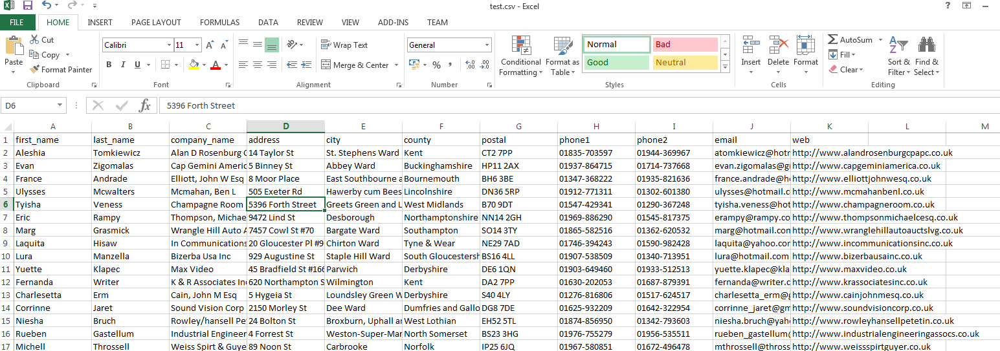 test.csv - Excel
?
FILE HOME INSERT PAGE LAYOUT FORMULAS DATA REVIEW VIEW ADD-INS TEAM
Paste Cut Copy Format Painter
Calibri 11 A A
B I U A
Wrap Text
Merge & Center
General
% , .0 .00 .00 .0
Conditional Formatting Format as Table
Normal Bad
Good Neutral
Insert Delete Format
AutoSum Fill Clear
Sort & Filter Find & Select
Clipboard Font Alignment Number Styles Cells Editing
D6 fx 5396 Forth Street
A B C D E F G H I J K L M
1 first_name last_name company_name address city county postal phone1 phone2 email web
2 Aleshia Tomkiewicz Alan D Rosenburg C 14 Taylor St St. Stephens Ward Kent CT2 7PP 01835-703597 01944-369967 atomkiewicz@hotm http://www.alandrosenburgcpapc.co.uk
3 Evan Zigomalas Cap Gemini Americ 5 Binney St Abbey Ward Buckinghamshire HP11 2AX 01937-864715 01714-737668 evan.zigomalas@gm http://www.capgeminiamerica.co.uk
4 France Andrade Elliott, John W Esq 8 Moor Place East Southbourne a Bournemouth BH6 3BE 01347-368222 01935-821636 france.andrade@ho http://www.elliottjohnwesq.co.uk
5 Ulysses Mcwalters Mcmahan, Ben L 505 Exeter Rd Hawerby cum Bees Lincolnshire DN36 5RP 01912-771311 01302-601380 ulysses@hotmail.c http://www.mcmahanbenl.co.uk
6 Tyisha Veness Champagne Room 5396 Forth Street Greets Green and L West Midlands B70 9DT 01547-429341 01290-367248 tyisha.veness@hot http://www.champagneroom.co.uk
7 Eric Rampy Thompson, Michae 9472 Lind St Desborough Northamptonshire NN14 2GH 01969-886290 01545-817375 erampy@rampy.co http://www.thompsonmichaelcesq.co.uk
8 Marg Grasmick Wrangle Hill Auto A 7457 Cowl St #70 Bargate Ward Southampton SO14 3TY 01865-582516 01362-620532 marg@hotmail.com http://www.wranglehillautoauctslvg.co.uk
9 Laquita Hisaw In Communications 20 Gloucester Pl #9 Chirton Ward Tyne & Wear NE29 7AD 01746-394243 01590-982428 laquita@yahoo.com http://www.incommunicationsinc.co.uk
10 Lura Manzella Bizerba Usa Inc 929 Augustine St Staple Hill Ward South Gloucestersh BS16 4LL 01907-538509 01340-713951 lura@hotmail.com http://www.bizerbausainc.co.uk
11 Yuette Klapec Max Video 45 Bradfield St #166 Parwich Derbyshire DE6 1QN 01903-649460 01933-512513 yuette.klapec@kla http://www.maxvideo.co.uk
12 Fernanda Writer K & R Associates Inc 620 Northampton S Wilmington Kent DA2 7PP 01630-202053 01687-879391 fernanda@writer.c http://www.krassociatesinc.co.uk
13 Charlesetta Erm Cain, John M Esq 5 Hygeia St Loundsley Green W Derbyshire S40 4LY 01276-816806 01517-624517 charlesetta_erm@g http://www.cainjohnmesq.co.uk
14 Corrinne Jaret Sound Vision Corp 2150 Morley St Dee Ward Dumfries and Gallo DG8 7DE 01625-932209 01642-322954 corrinne_jaret@gm http://www.soundvisioncorp.co.uk
15 Niesha Bruch Rowley/hansell Pe 24 Bolton St Broxburn, Uphall a West Lothian EH52 5TL 01874-856950 01342-793603 niesha.bruch@yah http://www.rowleyhansellpetetin.co.uk
16 Rueben Gastellum Industrial Engineer 4 Forrest St Weston-Super-Mar North Somerset BS23 3HG 01976-755279 01956-535511 rueben_gastellum@ http://www.industrialengineeringassocs.co.uk
17 Michell Throssell Weiss Spirt & Guye 89 Noon St Carbrooke Norfolk IP25 6JQ 01967-580851 01672-496478 mthrossell@thross http://www.weissspirtguyer.co.uk